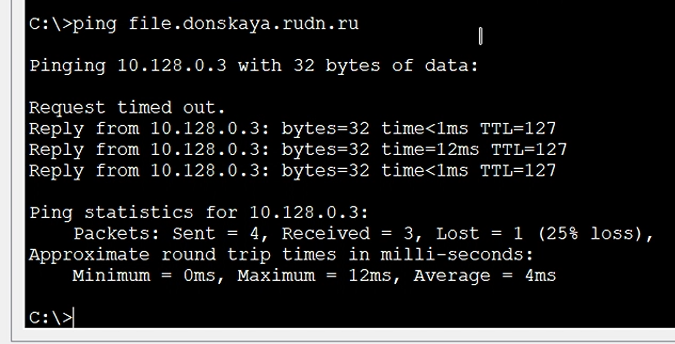 C:\>ping file.donskaya.rudn.ru
Pinging 10.128.0.3 with 32 bytes of data:
Request timed out.
Reply from 10.128.0.3: bytes=32 time<1ms TTL=127
Reply from 10.128.0.3: bytes=32 time=12ms TTL=127
Reply from 10.128.0.3: bytes=32 time<1ms TTL=127
Ping statistics for 10.128.0.3:
Packets: Sent = 4, Received = 3, Lost = 1 (25% loss),
Approximate round trip times in milli-seconds:
Minimum = 0ms, Maximum = 12ms, Average = 4ms
C:\>